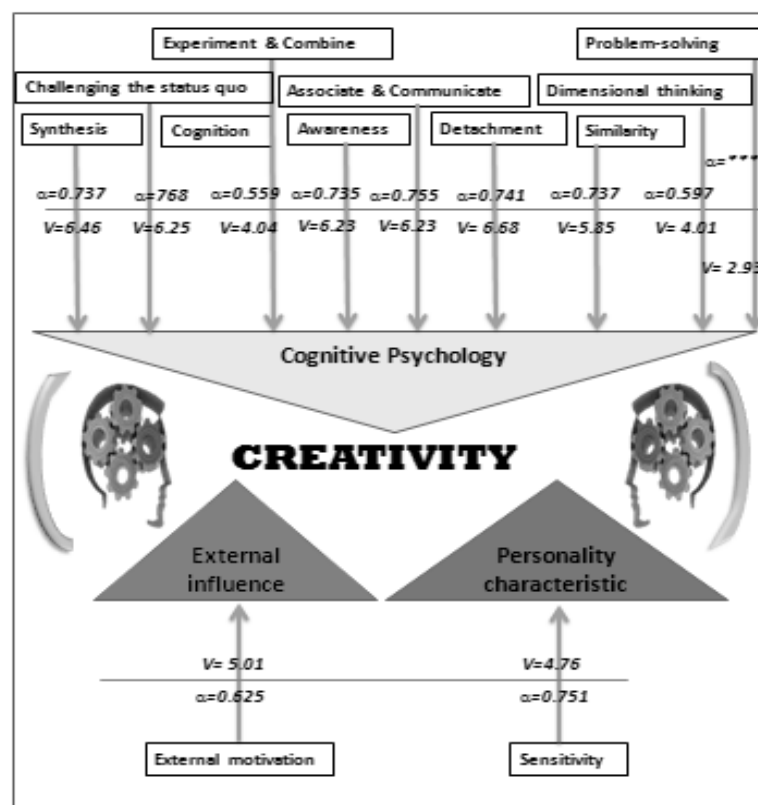 Experiment & Combine
Problem-solving
Challenging the status quo
Associate & Communicate
Dimensional thinking
Synthesis
Cognition
Awareness
Detachment
Similarity
α=***
α=0.737
α=768
α=0.559
α=0.735
α=0.755
α=0.741
α=0.737
α=0.597
V=6.46
V=6.25
V=4.04
V=6.23
V=6.23
V= 6.68
V=5.85
V= 4.01
V= 2.93
Cognitive Psychology
CREATIVITY
External
influence
Personality
characteristic
V= 5.01
V=4.76
α=0.625
α=0.751
External motivation
Sensitivity